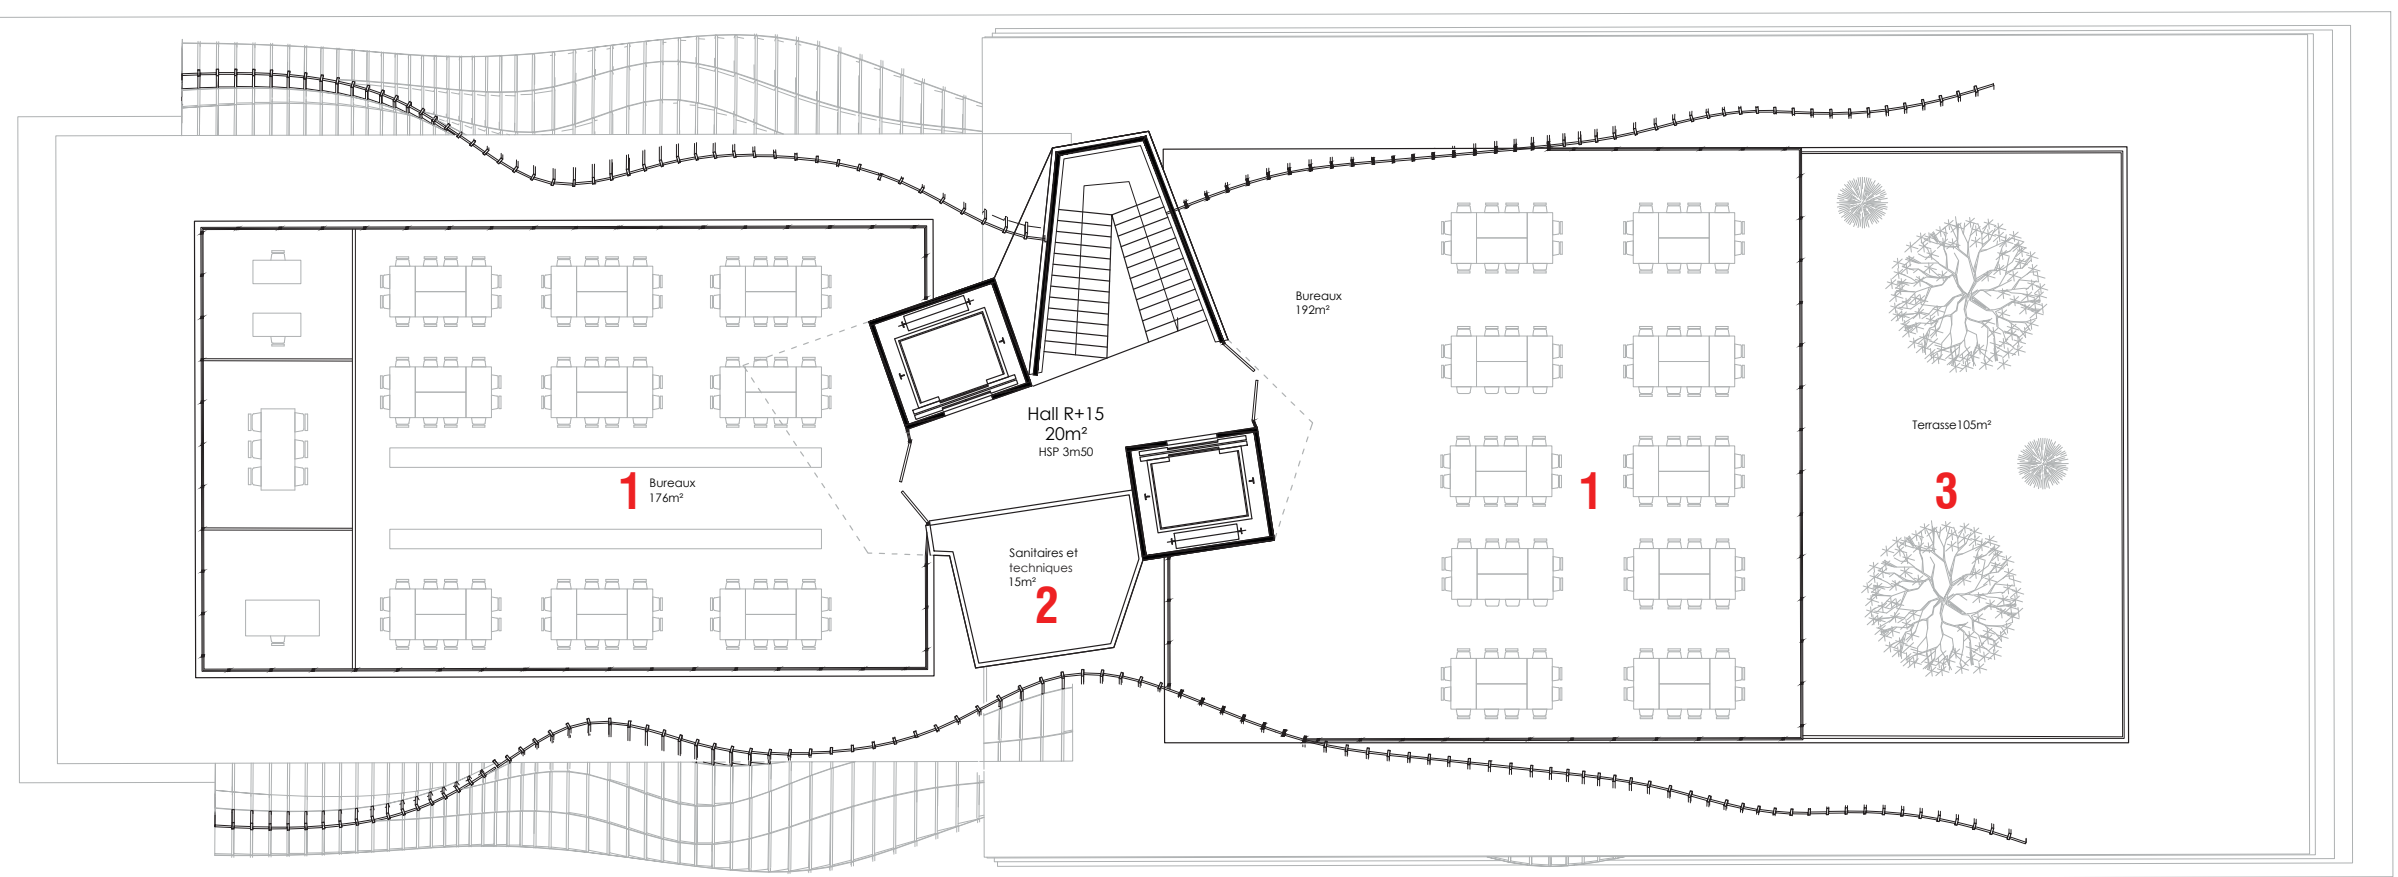 Bureaux
192m²
Hall R+15
20m²
HSP 3m50
Terrasse105m²
1
Bureaux
176m²
1
3
Sanitaires et
techniques
15m²
2